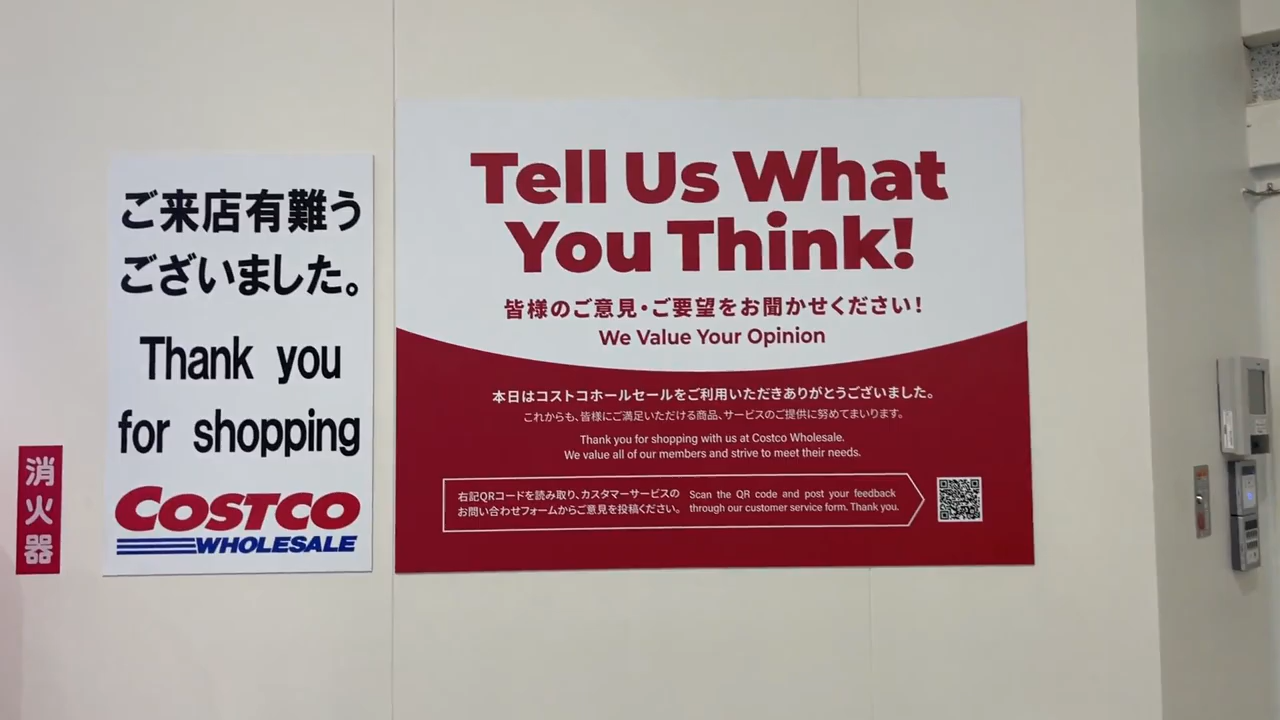 ご来店有難う
ございました。
Thank you
for shopping
COSTCO
WHOLESALE
消火器
Tell Us What
You Think!
皆様のご意見・ご要望をお聞かせください！
We Value Your Opinion
本日はコストコホールセールをご利用いただきありがとうございました。
これからも、皆様にご満足いただける商品、サービスのご提供に努めてまいります。
Thank you for shopping with us at Costco Wholesale.
We value all of our members and strive to meet their needs.
右記QRコードを読み取り、カスタマーサービスの
お問い合わせフォームからご意見を投稿ください。
Scan the QR code and post your feedback
through our customer service form. Thank you.